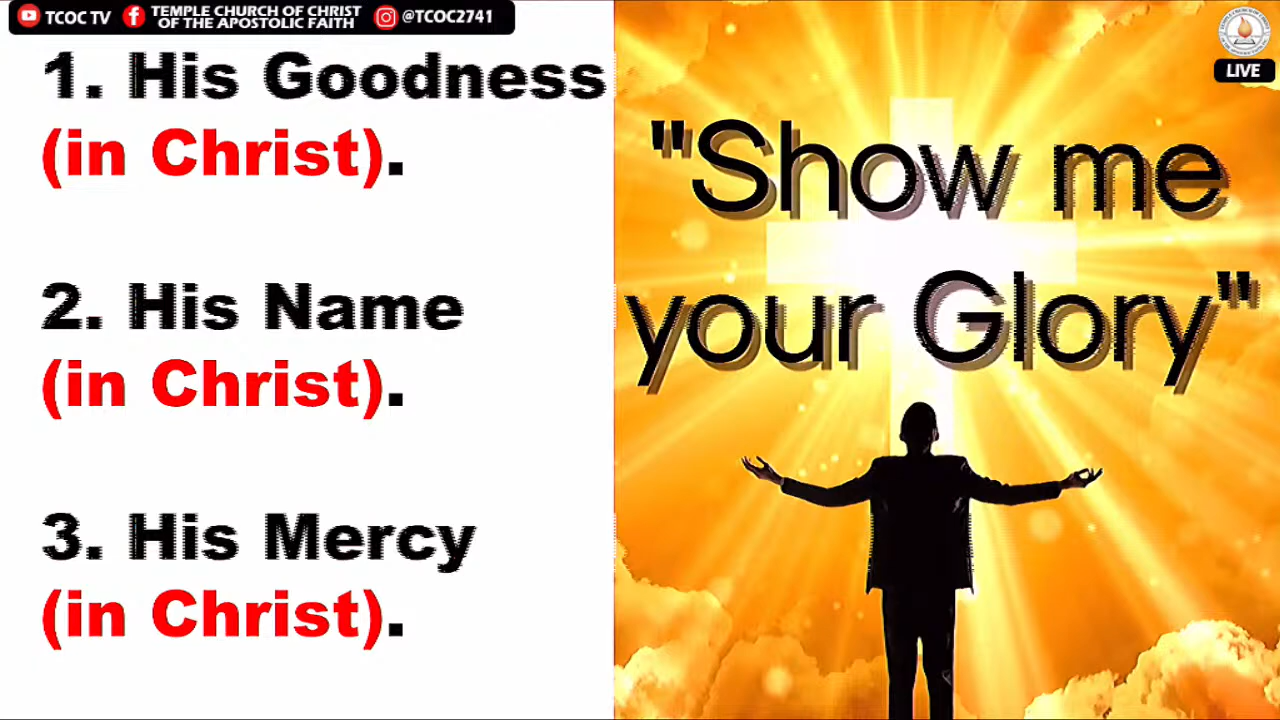 TCOC TV
TEMPLE CHURCH OF CHRIST
OF THE APOSTOLIC FAITH
@TCOC2741
1. His Goodness
(in Christ).
2. His Name
(in Christ).
3. His Mercy
(in Christ).
"Show me
your Glory"
LIVE